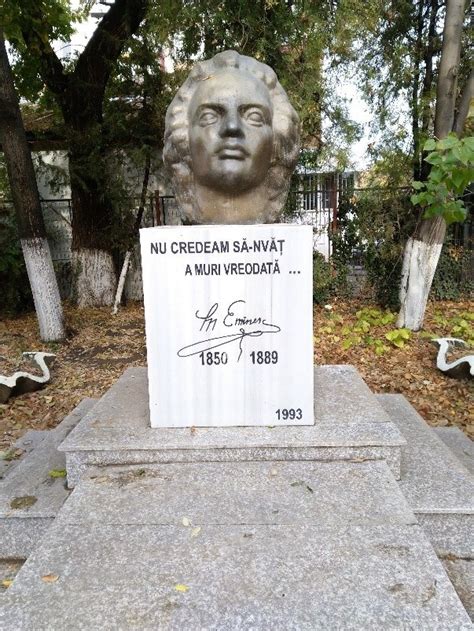 NU CREDEAM SĂ-NVĂȚ
A MURI VREODATĂ ...
M Eminescu
1850 1889
1993